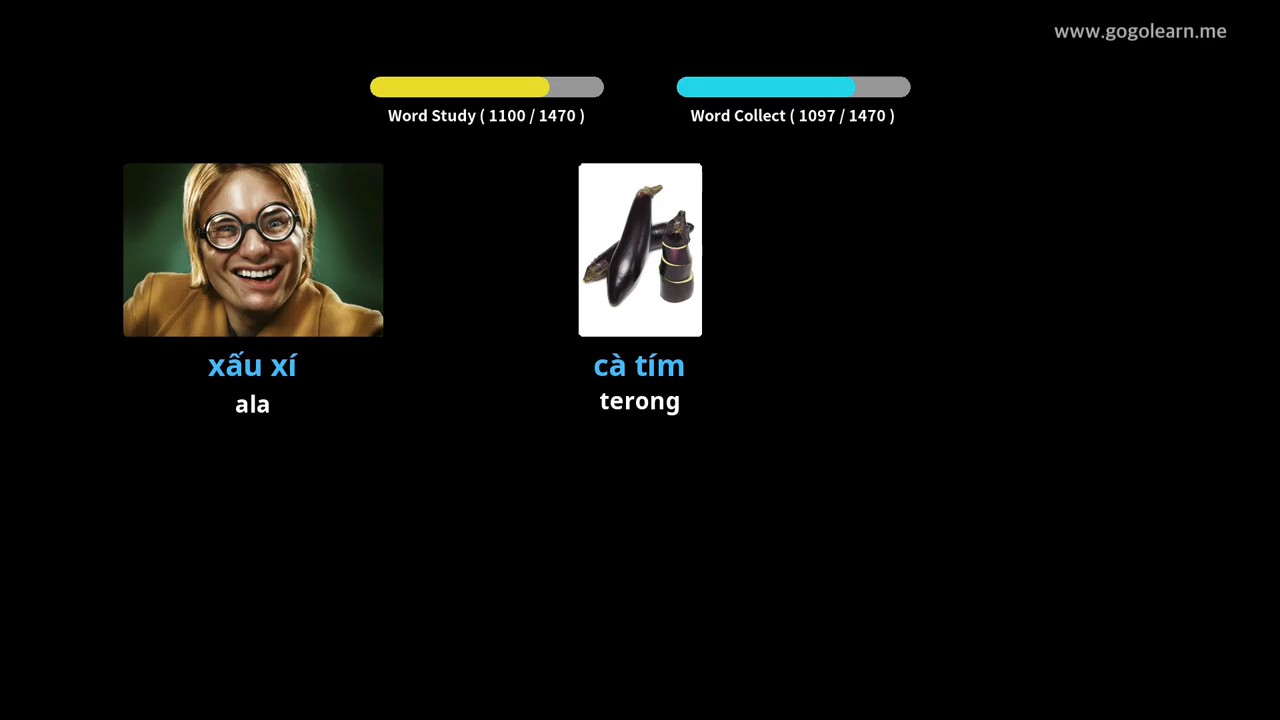 www.gogolearn.me
Word Study ( 1100 / 1470 )
Word Collect ( 1097 / 1470 )
xấu xí
ala
cà tím
terong